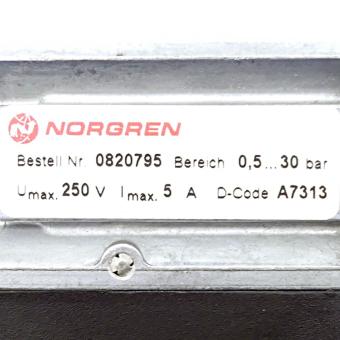 NORGREN
Bestell Nr. 0820795 Bereich 0,5...30 bar
Umax. 250 V Imax. 5 A D-Code A7313